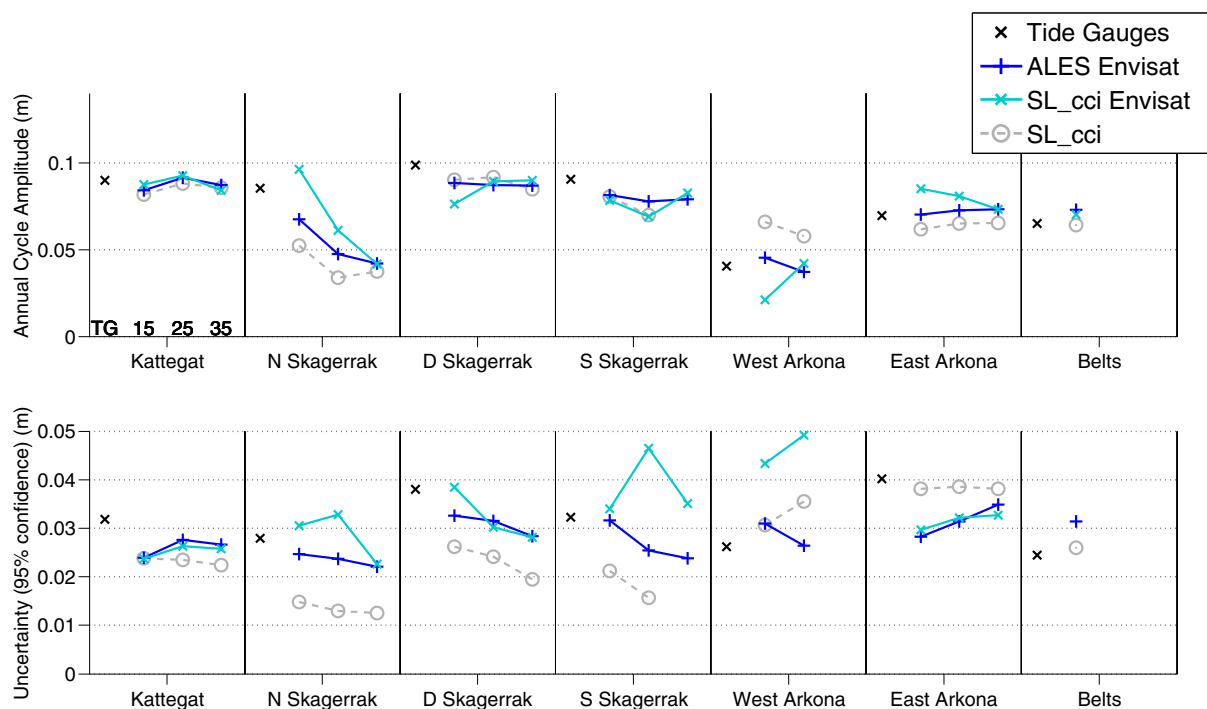 Tide Gauges
ALES Envisat
SL_cci Envisat
SL_cci
Annual Cycle Amplitude (m)
0.1
0.05
0
TG 15 25 35
Kattegat N Skagerrak D Skagerrak S Skagerrak West Arkona East Arkona Belts
Uncertainty (95% confidence) (m)
0.05
0.04
0.03
0.02
0.01
0
Kattegat N Skagerrak D Skagerrak S Skagerrak West Arkona East Arkona Belts